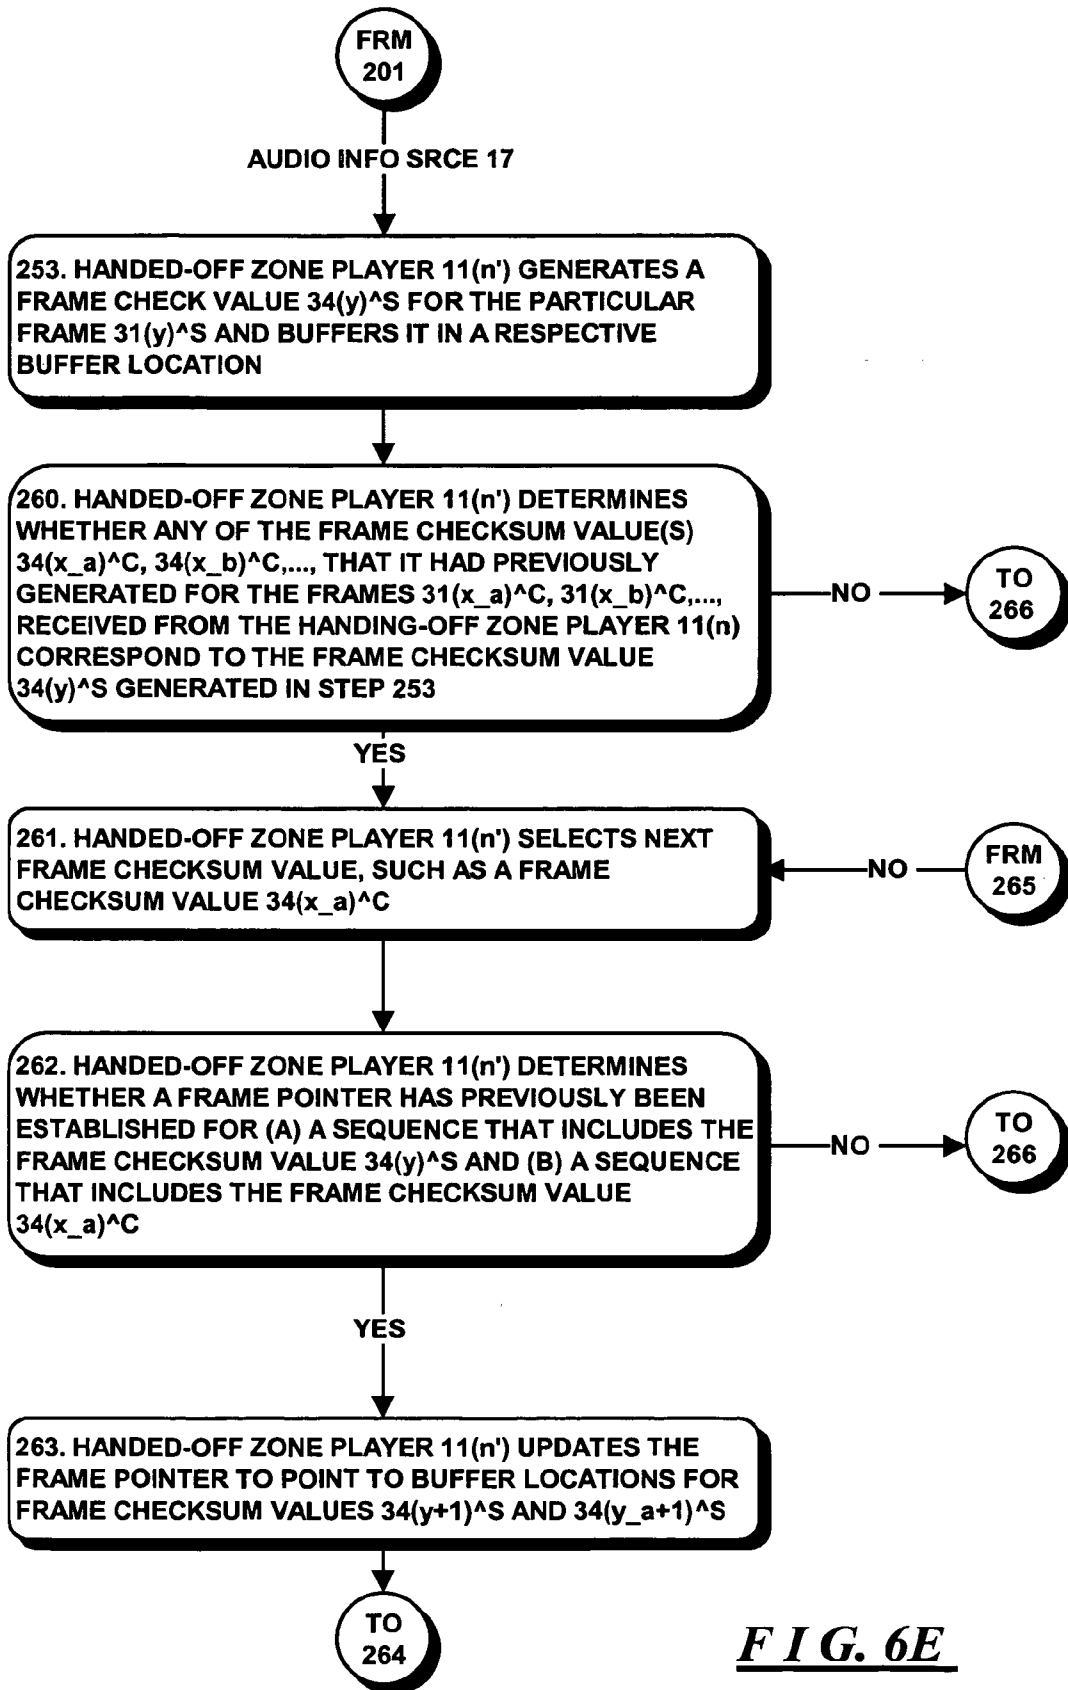 FRM
201
AUDIO INFO SRCE 17
253. HANDED-OFF ZONE PLAYER 11(n') GENERATES A
FRAME CHECK VALUE 34(y)^S FOR THE PARTICULAR
FRAME 31(y)^S AND BUFFERS IT IN A RESPECTIVE
BUFFER LOCATION
260. HANDED-OFF ZONE PLAYER 11(n') DETERMINES
WHETHER ANY OF THE FRAME CHECKSUM VALUE(S)
34(x_a)^C, 34(x_b)^C,..., THAT IT HAD PREVIOUSLY
GENERATED FOR THE FRAMES 31(x_a)^C, 31(x_b)^C,...,
RECEIVED FROM THE HANDING-OFF ZONE PLAYER 11(n)
CORRESPOND TO THE FRAME CHECKSUM VALUE
34(y)^S GENERATED IN STEP 253
NO
TO
266
YES
261. HANDED-OFF ZONE PLAYER 11(n') SELECTS NEXT
FRAME CHECKSUM VALUE, SUCH AS A FRAME
CHECKSUM VALUE 34(x_a)^C
NO
FRM
265
262. HANDED-OFF ZONE PLAYER 11(n') DETERMINES
WHETHER A FRAME POINTER HAS PREVIOUSLY BEEN
ESTABLISHED FOR (A) A SEQUENCE THAT INCLUDES THE
FRAME CHECKSUM VALUE 34(y)^S AND (B) A SEQUENCE
THAT INCLUDES THE FRAME CHECKSUM VALUE
34(x_a)^C
NO
TO
266
YES
263. HANDED-OFF ZONE PLAYER 11(n') UPDATES THE
FRAME POINTER TO POINT TO BUFFER LOCATIONS FOR
FRAME CHECKSUM VALUES 34(y+1)^S AND 34(y_a+1)^S
TO
264
FIG. 6E